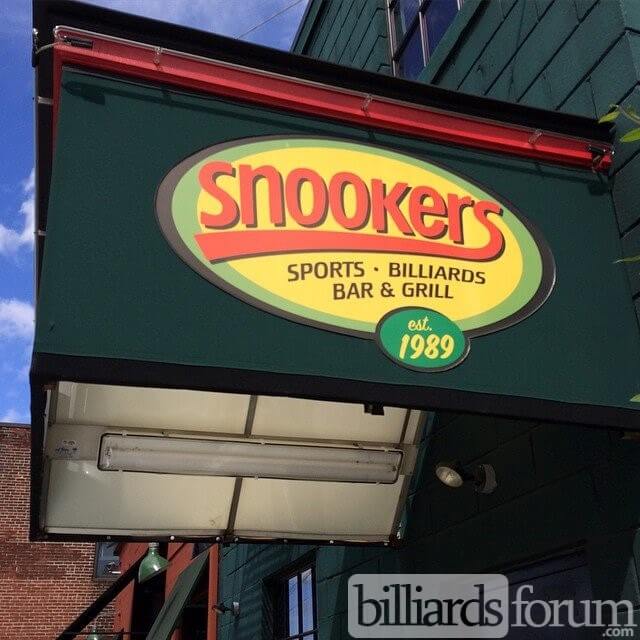 snookers
SPORTS · BILLIARDS
BAR & GRILL
est.
1989
billiardsforum
.com